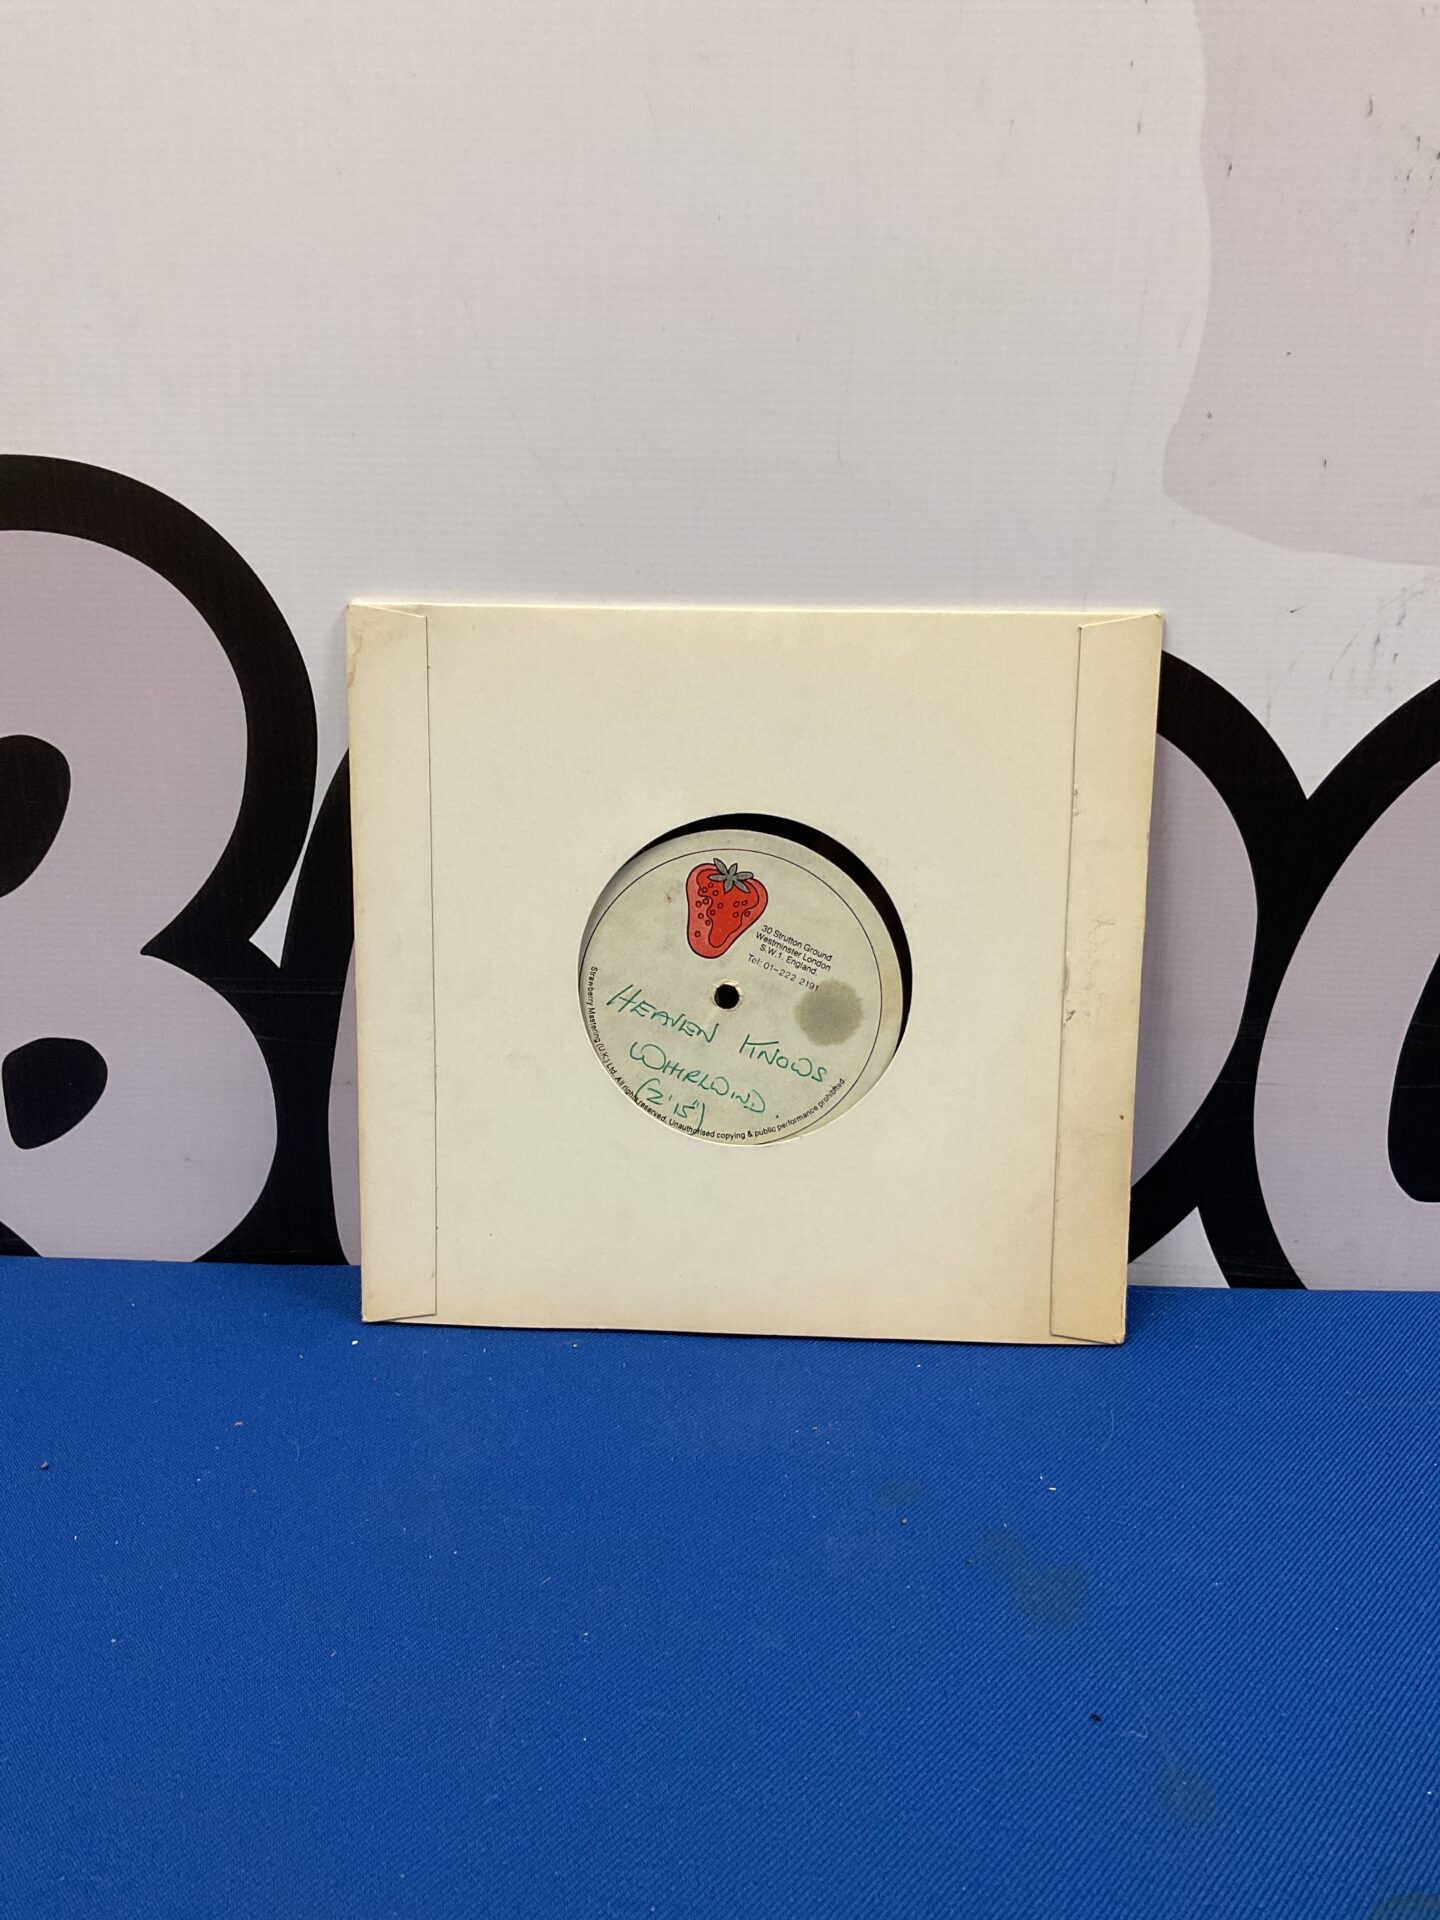 30 Strutton Ground
Westminster London
S.W.1. England.
Tel: 01-222 2191
HEAVEN KNOWS
WHIRLWIND.
(2'15")
Strawberry Mastering (U.K.) Ltd. All rights reserved. Unauthorised copying & public performance prohibited.